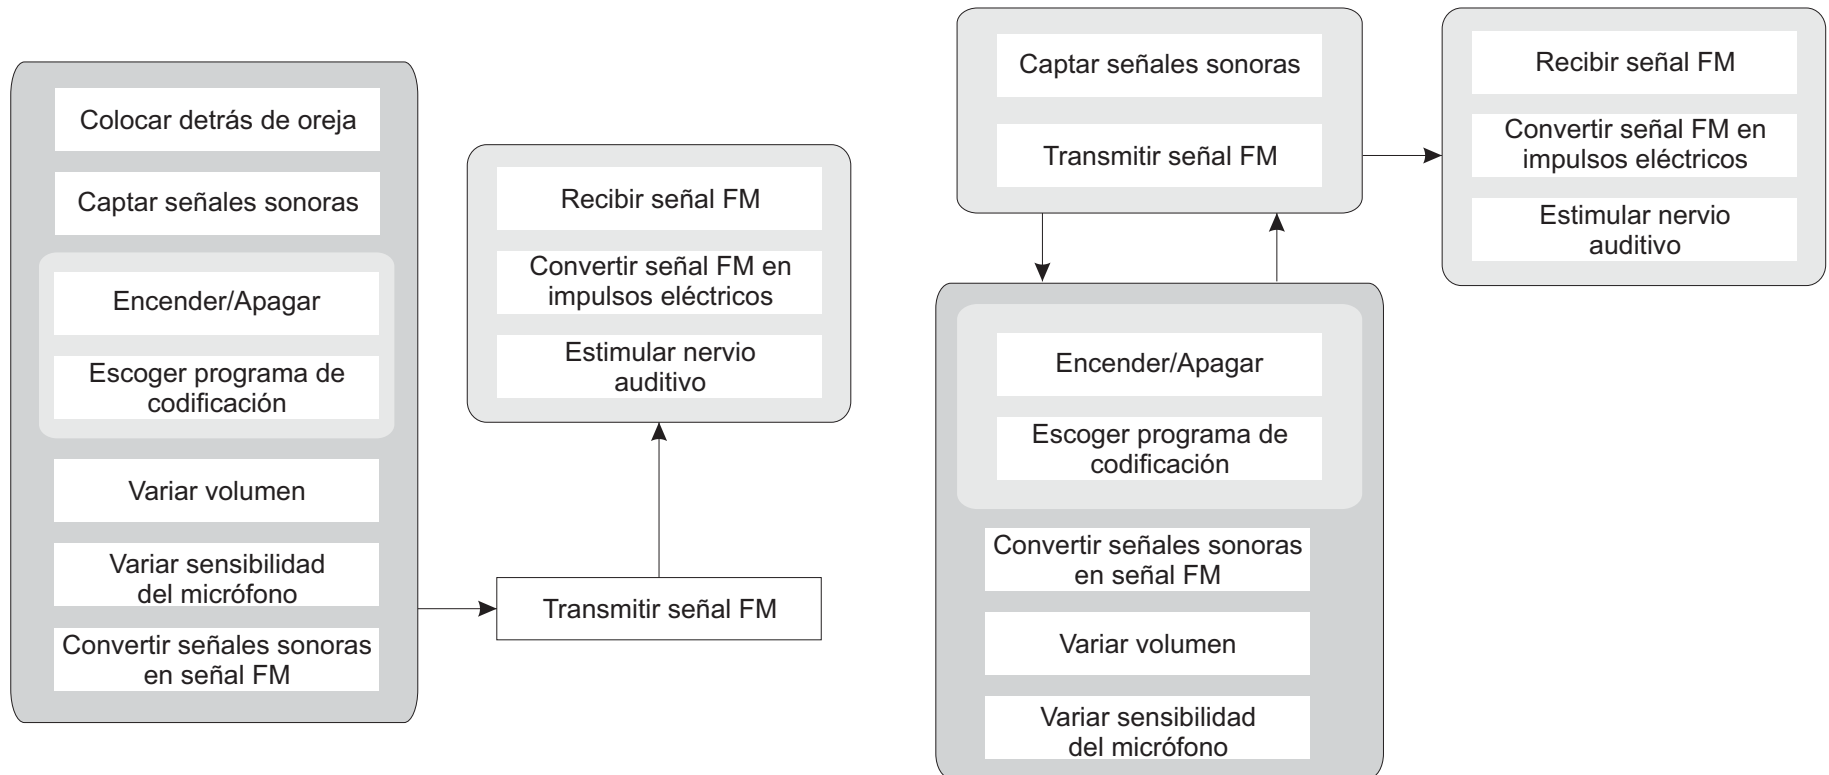 Colocar detrás de oreja
Captar señales sonoras
Encender/Apagar
Escoger programa de
codificación
Variar volumen
Variar sensibilidad
del micrófono
Convertir señales sonoras
en señal FM
Recibir señal FM
Convertir señal FM en
impulsos eléctricos
Estimular nervio
auditivo
Transmitir señal FM
Captar señales sonoras
Transmitir señal FM
Encender/Apagar
Escoger programa de
codificación
Convertir señales sonoras
en señal FM
Variar volumen
Variar sensibilidad
del micrófono
Recibir señal FM
Convertir señal FM en
impulsos eléctricos
Estimular nervio
auditivo